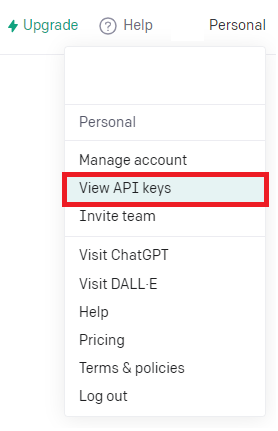 Upgrade Help Personal
Personal
Manage account
View API keys
Invite team
Visit ChatGPT
Visit DALL·E
Help
Pricing
Terms & policies
Log out